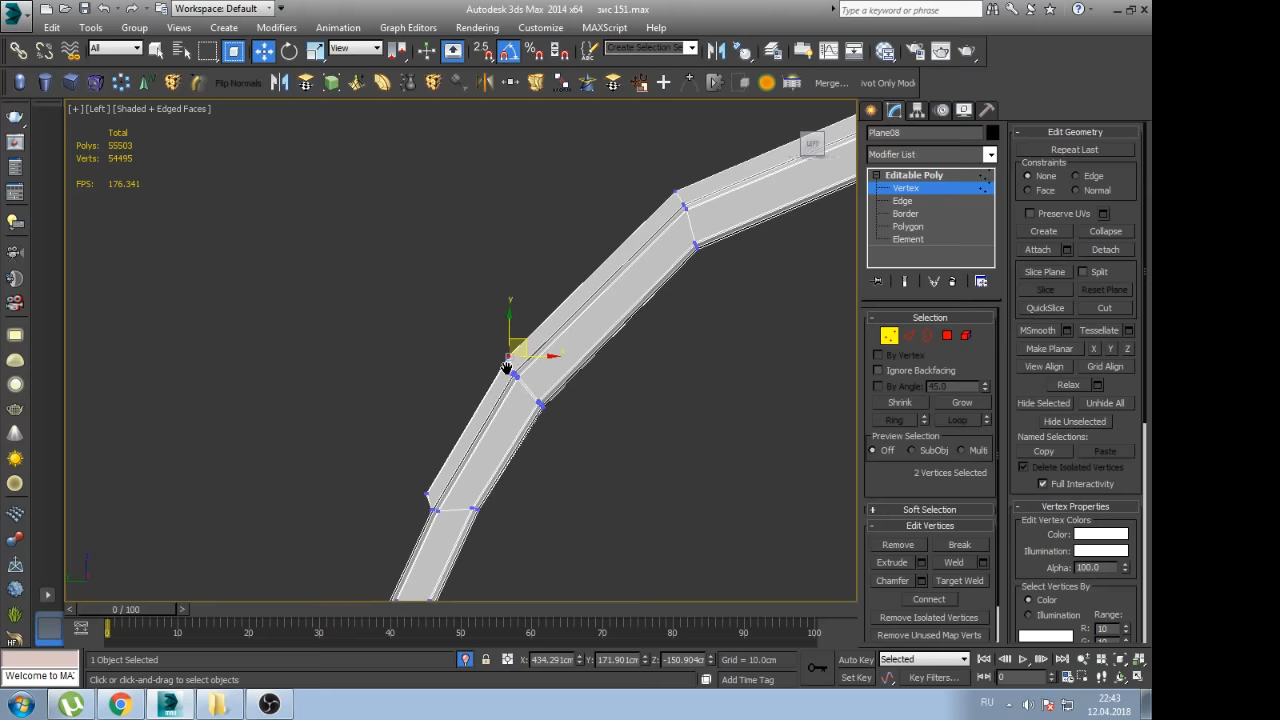 Workspace: Default
Autodesk 3ds Max 2014 x64 зис 151.max
Type a keyword or phrase
Edit Tools Group Views Create Modifiers Animation Graph Editors Rendering Customize MAXScript Help
All View 2.5 Create Selection Se
Flip Normals Merge... ivot Only Modi
[+] [Left] [Shaded + Edged Faces]
Total
Polys: 55503
Verts: 54495
FPS: 176.341
LEFT
y
x
z
Plane08
Modifier List
Editable Poly
Vertex
Edge
Border
Polygon
Element
Selection
By Vertex
Ignore Backfacing
By Angle: 45.0
Shrink Grow
Ring Loop
Preview Selection
Off SubObj Multi
2 Vertices Selected
Soft Selection
Edit Vertices
Remove Break
Extrude Weld
Chamfer Target Weld
Connect
Remove Isolated Vertices
Remove Unused Map Verts
Edit Geometry
Repeat Last
Constraints
None Edge
Face Normal
Preserve UVs
Create Collapse
Attach Detach
Slice Plane Split
Slice Reset Plane
QuickSlice Cut
MSmooth Tessellate
Make Planar X Y Z
View Align Grid Align
Relax
Hide Selected Unhide All
Hide Unselected
Named Selections:
Copy Paste
Delete Isolated Vertices
Full Interactivity
Vertex Properties
Edit Vertex Colors
Color:
Illumination:
Alpha: 100.0
Select Vertices By
Color
Illumination Range:
R: 10
0 / 100
0 10 20 30 40 50 60 70 80 90 100
1 Object Selected X: 434.291cm Y: 171.901cm Z: -150.904cm Grid = 10.0cm Auto Key Selected
Welcome to MA Click or click-and-drag to select objects Add Time Tag Set Key Key Filters... 0
HF
RU 22:43
12.04.2018